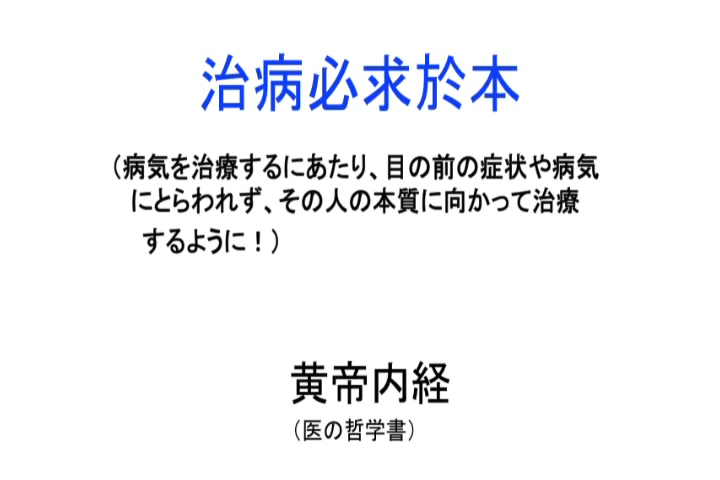 治病必求於本
（病気を治療するにあたり、目の前の症状や病気
にとらわれず、その人の本質に向かって治療
するように！）
黄帝内経
（医の哲学書）